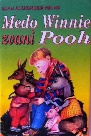 ALAN ALEXANDER MILNE
Medo Winnie
zvani Pooh